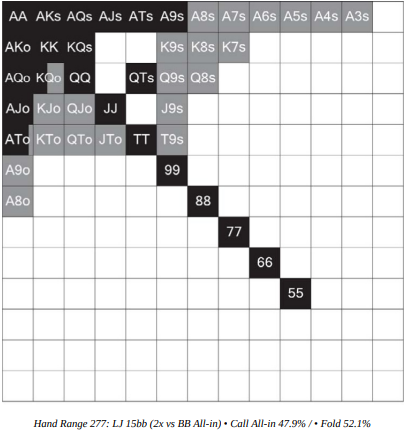 AA AKs AQs AJs ATs A9s A8s A7s A6s A5s A4s A3s
AKo KK KQs K9s K8s K7s
AQo KQo QQ QTs Q9s Q8s
AJo KJo QJo JJ J9s
ATo KTo QTo JTo TT T9s
A9o 99
A8o 88
77
66
55
Hand Range 277: LJ 15bb (2x vs BB All-in) • Call All-in 47.9% / • Fold 52.1%